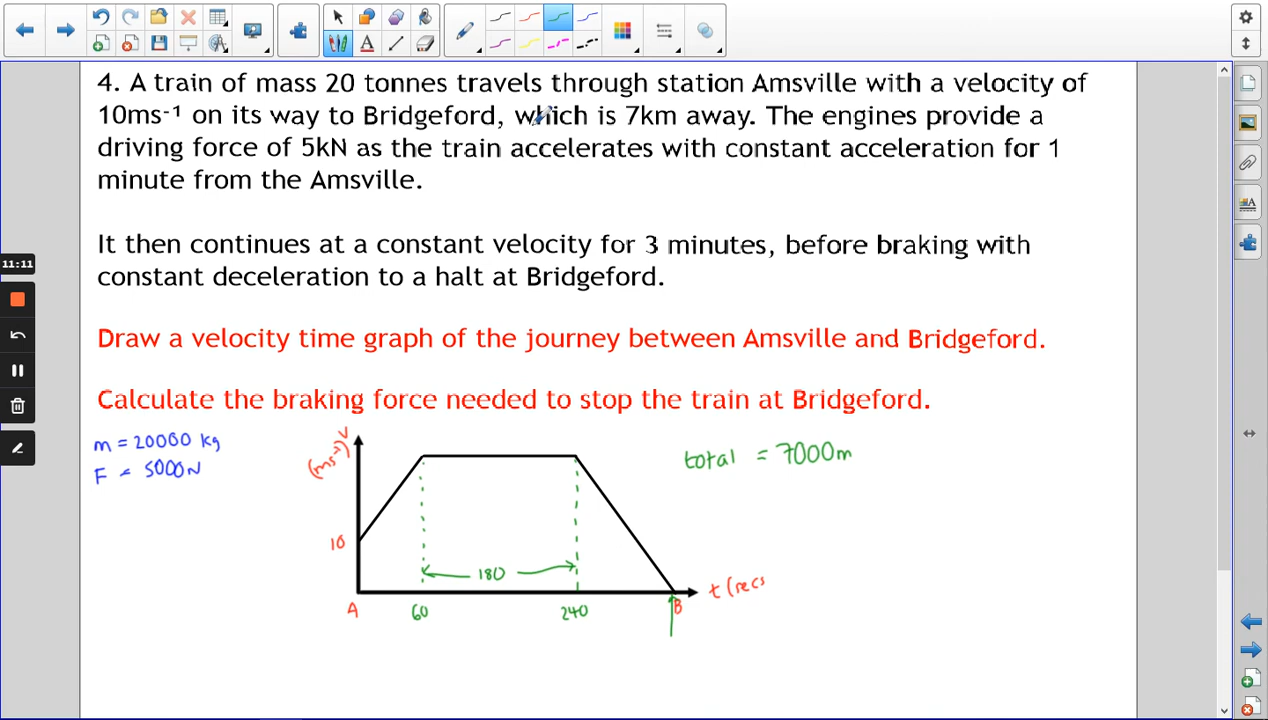 4. A train of mass 20 tonnes travels through station Amsville with a velocity of
10ms⁻¹ on its way to Bridgeford, which is 7km away. The engines provide a
driving force of 5kN as the train accelerates with constant acceleration for 1
minute from the Amsville.
It then continues at a constant velocity for 3 minutes, before braking with
constant deceleration to a halt at Bridgeford.
11:11
Draw a velocity time graph of the journey between Amsville and Bridgeford.
Calculate the braking force needed to stop the train at Bridgeford.
m = 20000 kg
F = 5000N
V
(ms⁻¹)
total = 7000m
10
180
t (secs
A
60
240
B